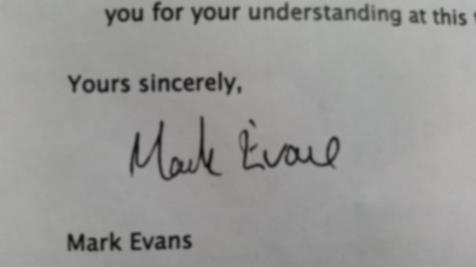 you for your understanding at this
Yours sincerely,
Mark Evans
Mark Evans